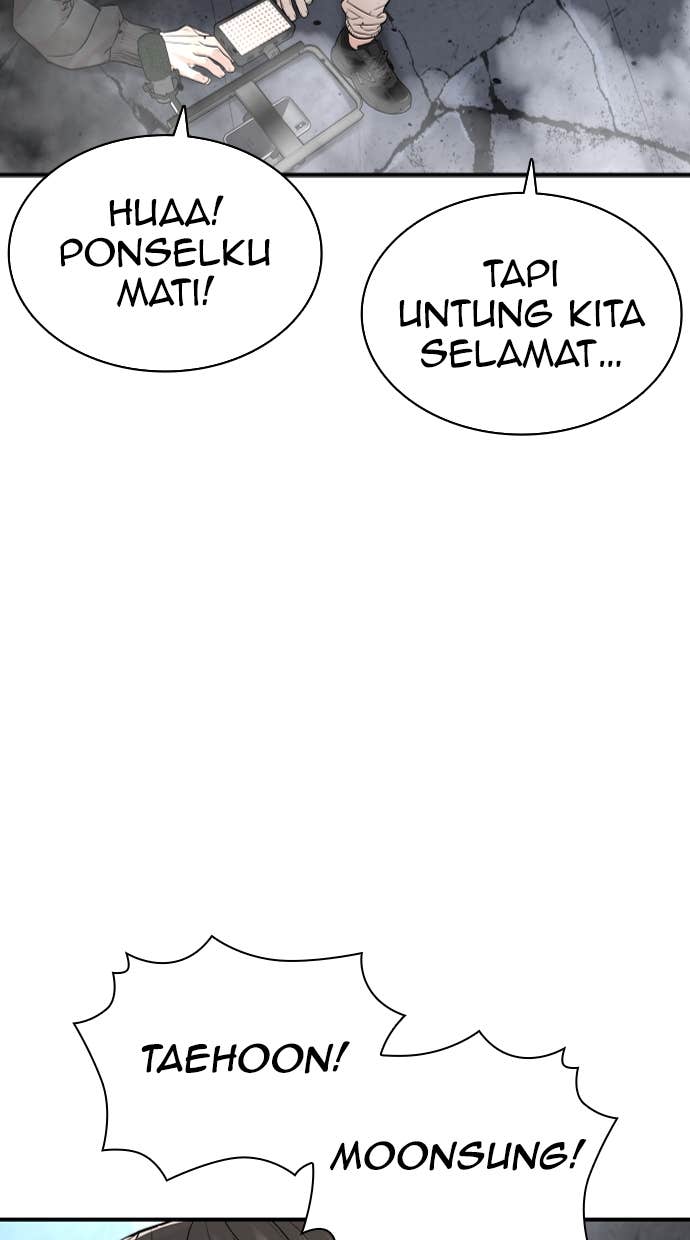 HUAA!
PONSELKU
MATI!
TAPI
UNTUNG KITA
SELAMAT...
TAEHOON!
MOONSUNG!